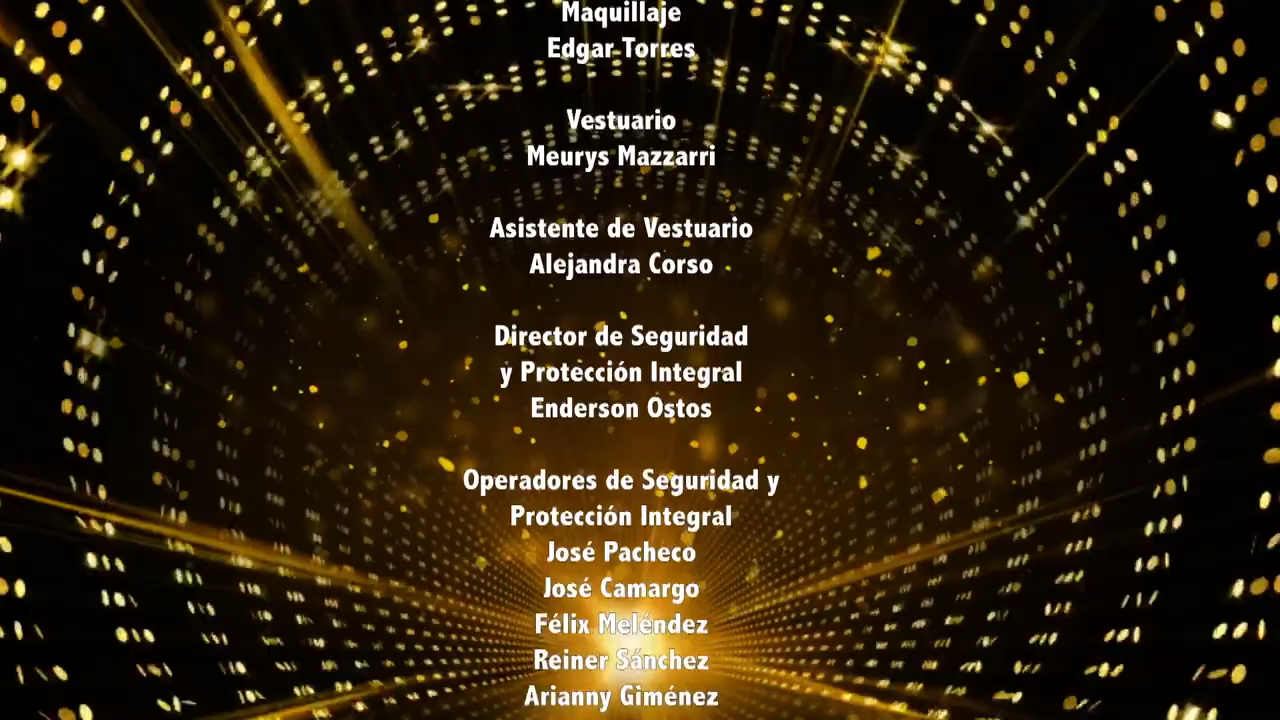 Maquillaje
Edgar Torres
Vestuario
Meurys Mazzarri
Asistente de Vestuario
Alejandra Corso
Director de Seguridad
y Protección Integral
Enderson Ostos
Operadores de Seguridad y
Protección Integral
José Pacheco
José Camargo
Félix Meléndez
Reiner Sánchez
Arianny Giménez